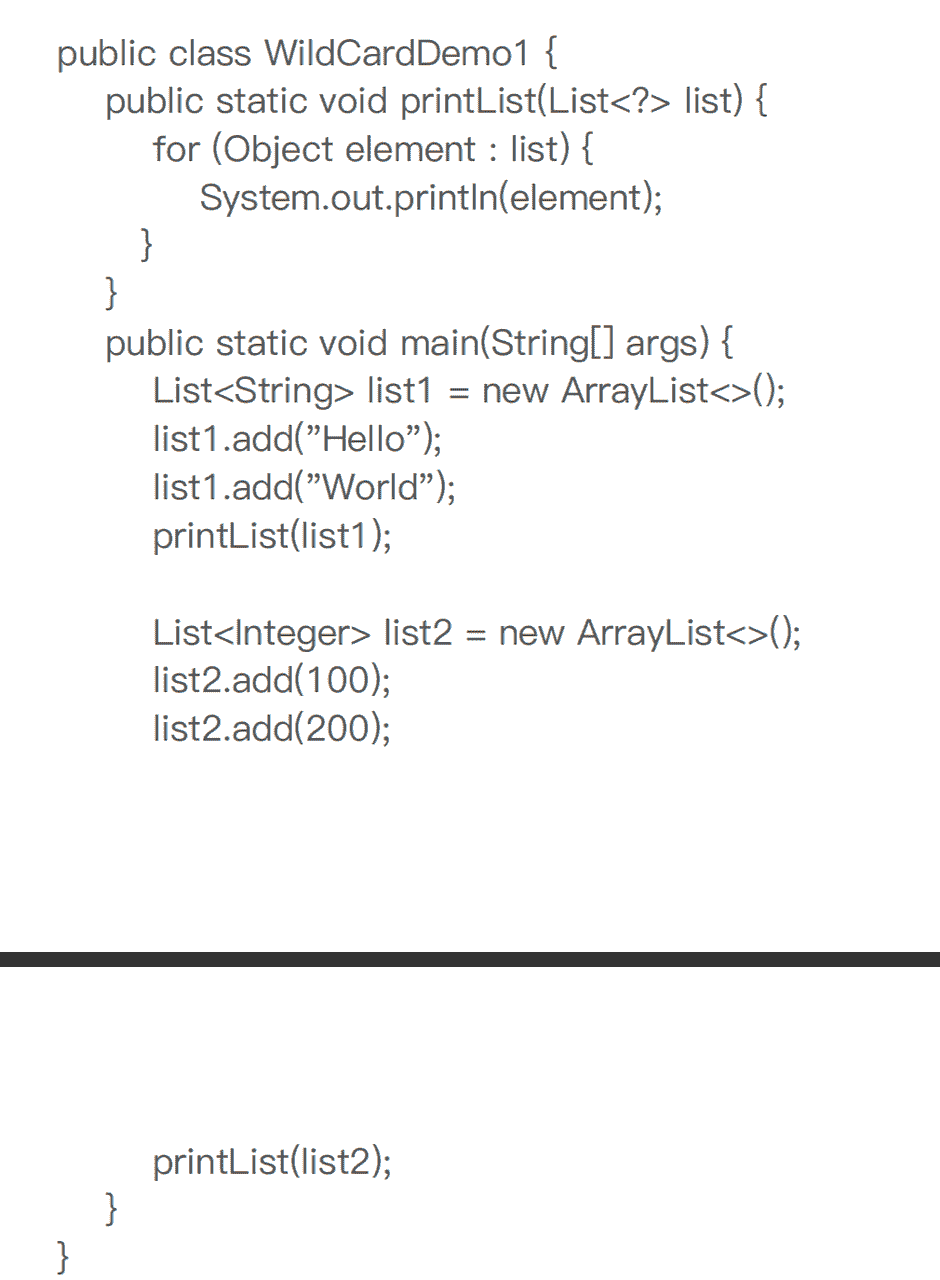 public class WildCardDemo1 {
public static void printList(List<?> list) {
for (Object element : list) {
System.out.println(element);
}
}
public static void main(String[] args) {
List<String> list1 = new ArrayList<>();
list1.add(”Hello”);
list1.add(”World”);
printList(list1);
List<Integer> list2 = new ArrayList<>();
list2.add(100);
list2.add(200);
printList(list2);
}
}